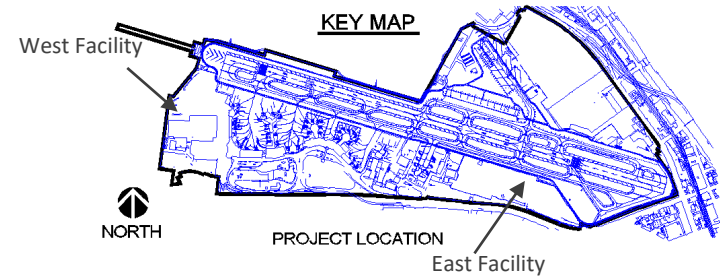 KEY MAP
West Facility
NORTH
PROJECT LOCATION
East Facility